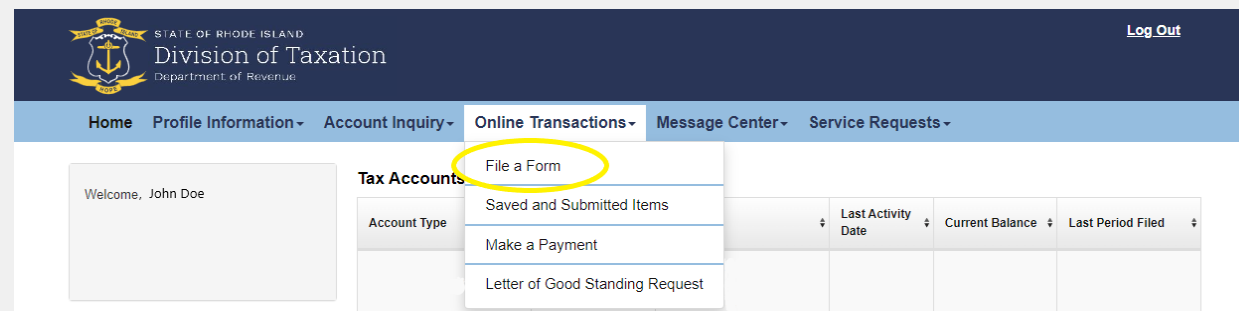 STATE OF RHODE ISLAND
Division of Taxation
Department of Revenue
HOPE
Log Out
Home Profile Information Account Inquiry Online Transactions Message Center Service Requests
File a Form
Saved and Submitted Items
Make a Payment
Letter of Good Standing Request
Welcome, John Doe
Tax Accounts
Account Type Last Activity Date Current Balance Last Period Filed